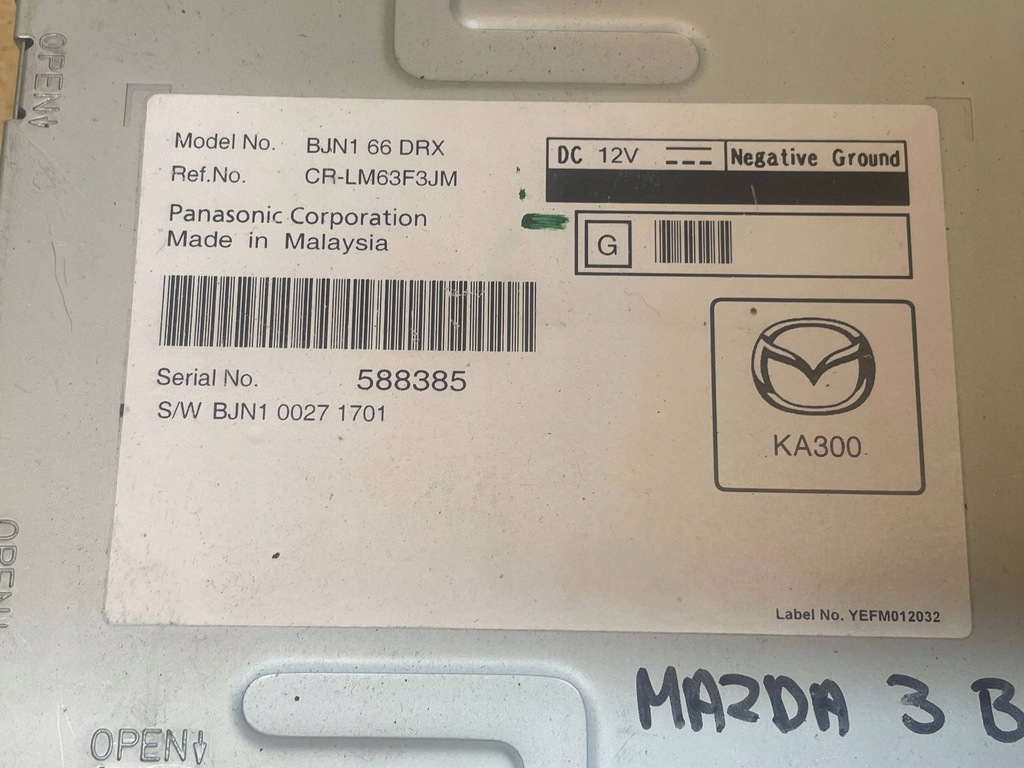 OPEN
Model No. BJN1 66 DRX
Ref.No. CR-LM63F3JM
Panasonic Corporation
Made in Malaysia
DC 12V Negative Ground
G
Serial No. 588385
S/W BJN1 0027 1701
KA300
Label No. YEFM012032
OPEN
MAZDA 3 B
OPEN